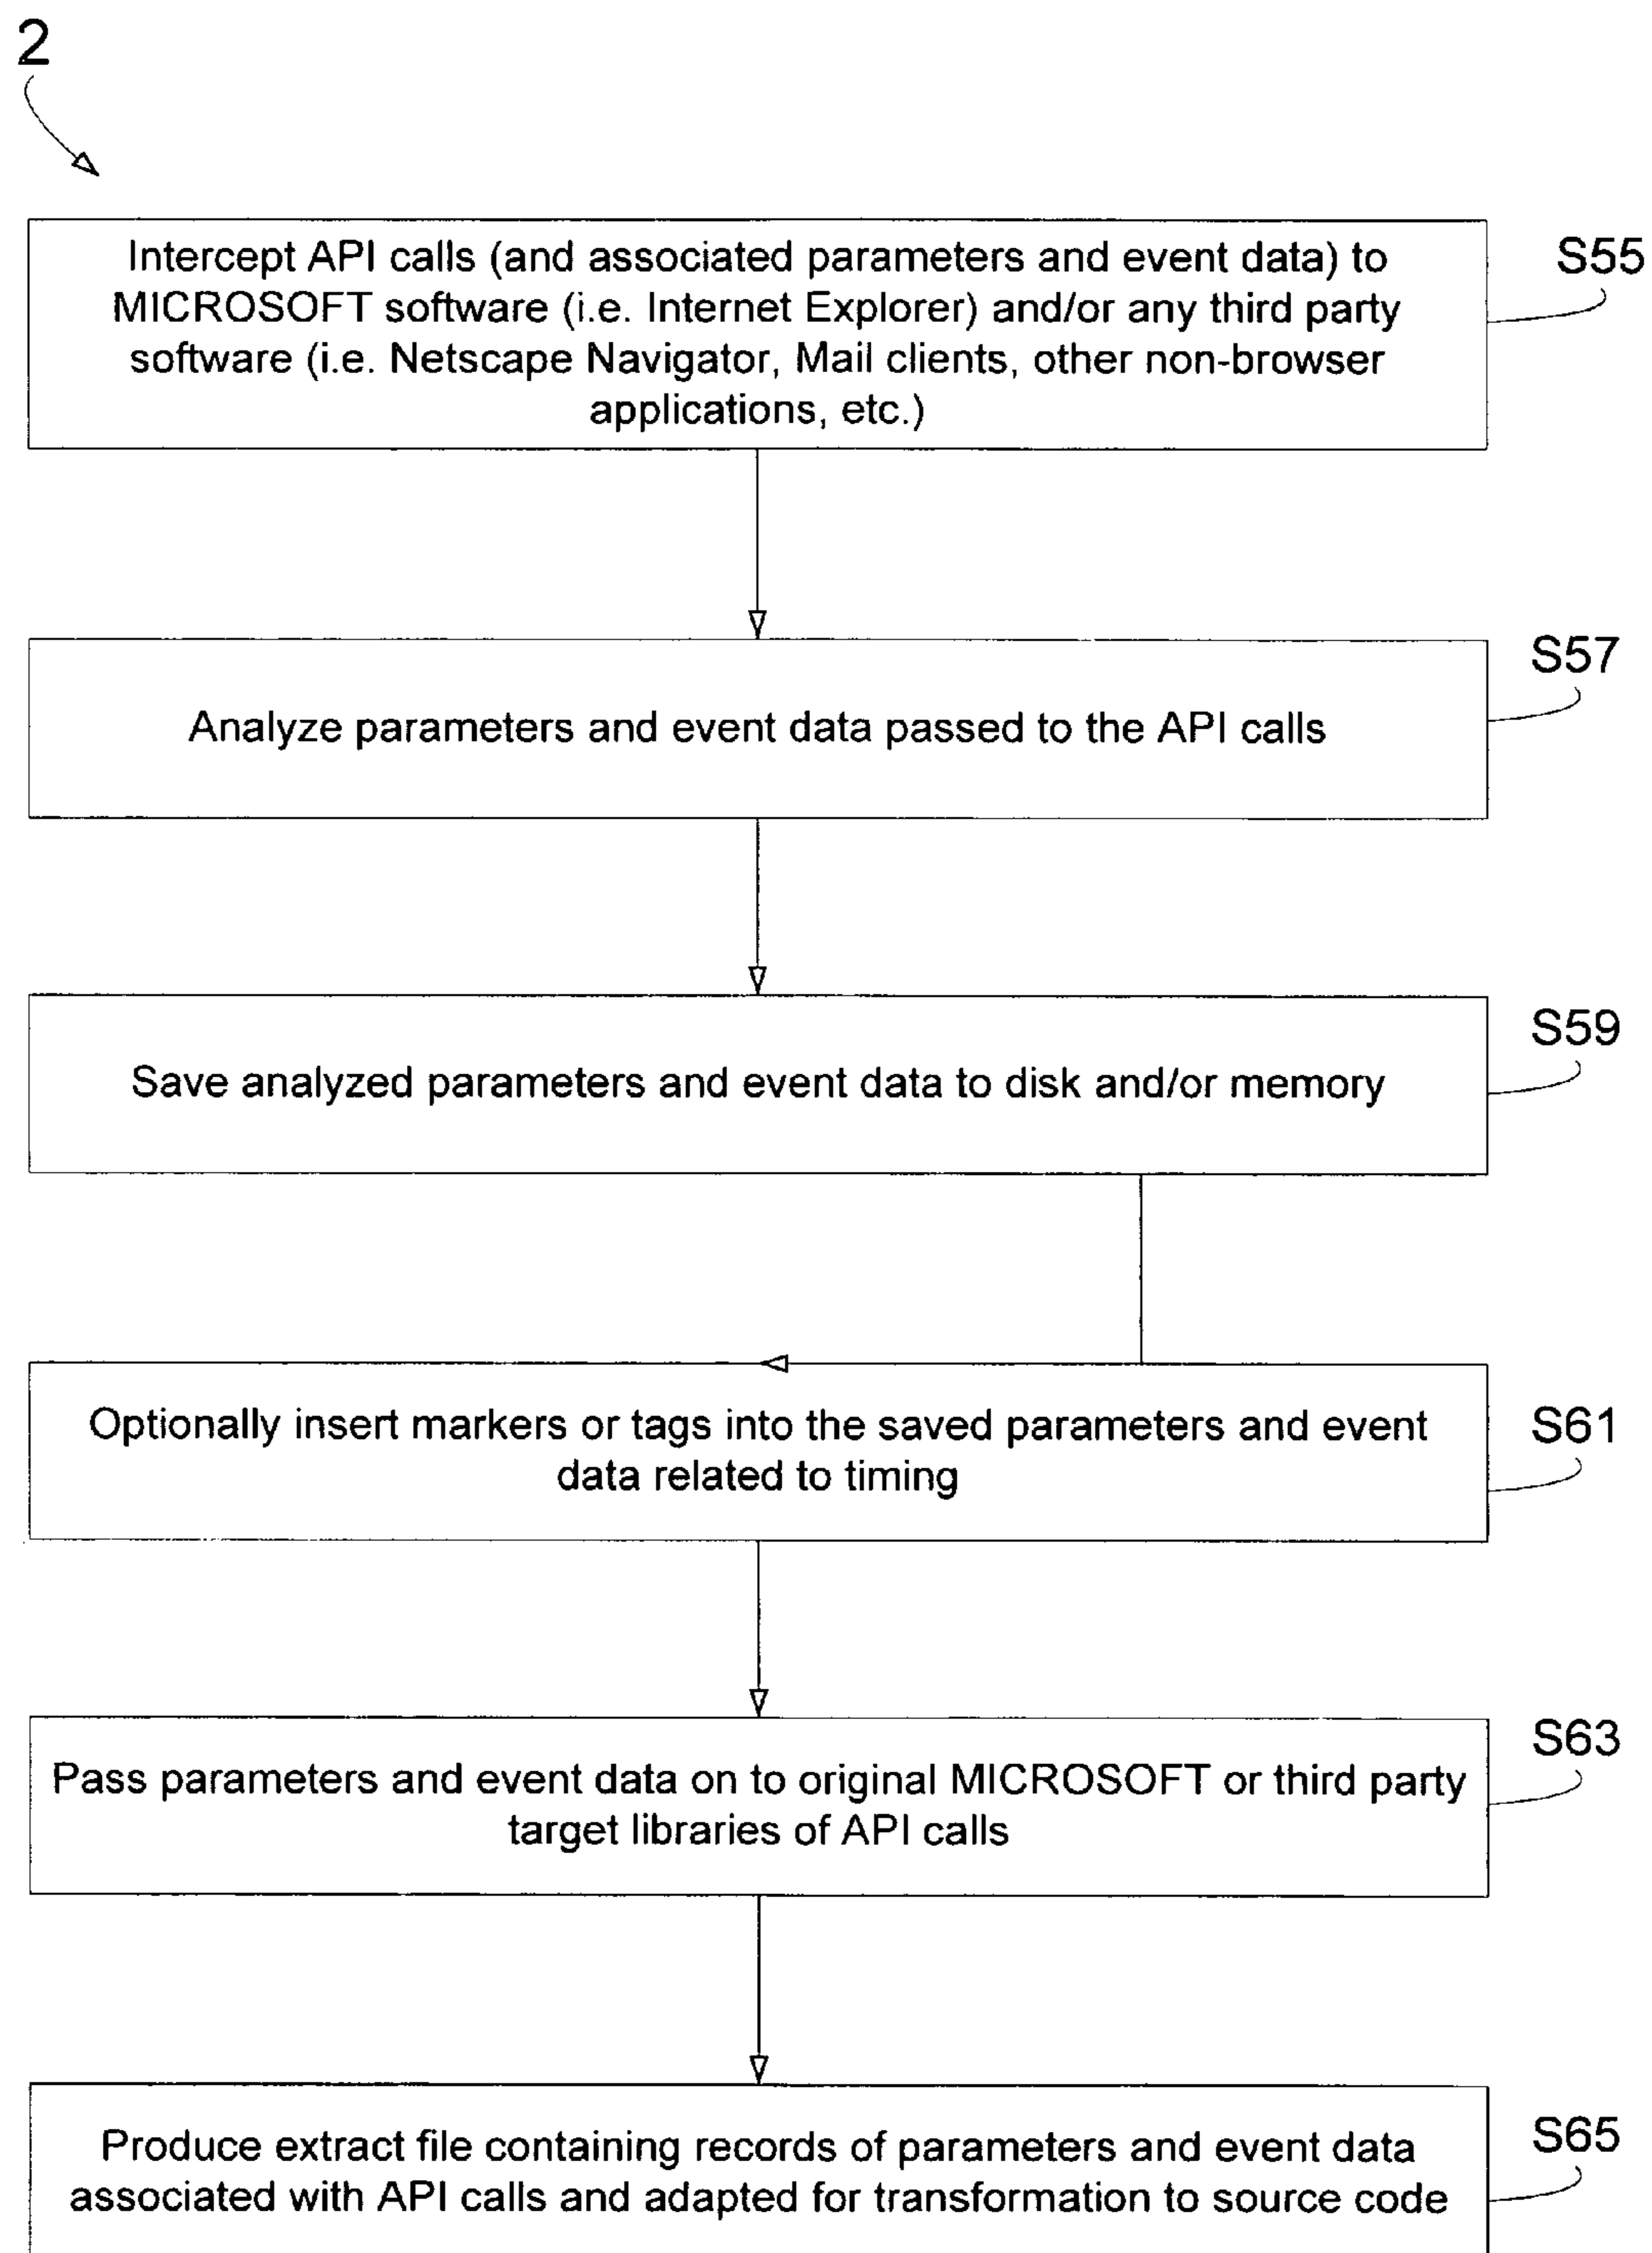 2
Intercept API calls (and associated parameters and event data) to
MICROSOFT software (i.e. Internet Explorer) and/or any third party
software (i.e. Netscape Navigator, Mail clients, other non-browser
applications, etc.)
S55
Analyze parameters and event data passed to the API calls
S57
Save analyzed parameters and event data to disk and/or memory
S59
Optionally insert markers or tags into the saved parameters and event
data related to timing
S61
Pass parameters and event data on to original MICROSOFT or third party
target libraries of API calls
S63
Produce extract file containing records of parameters and event data
associated with API calls and adapted for transformation to source code
S65